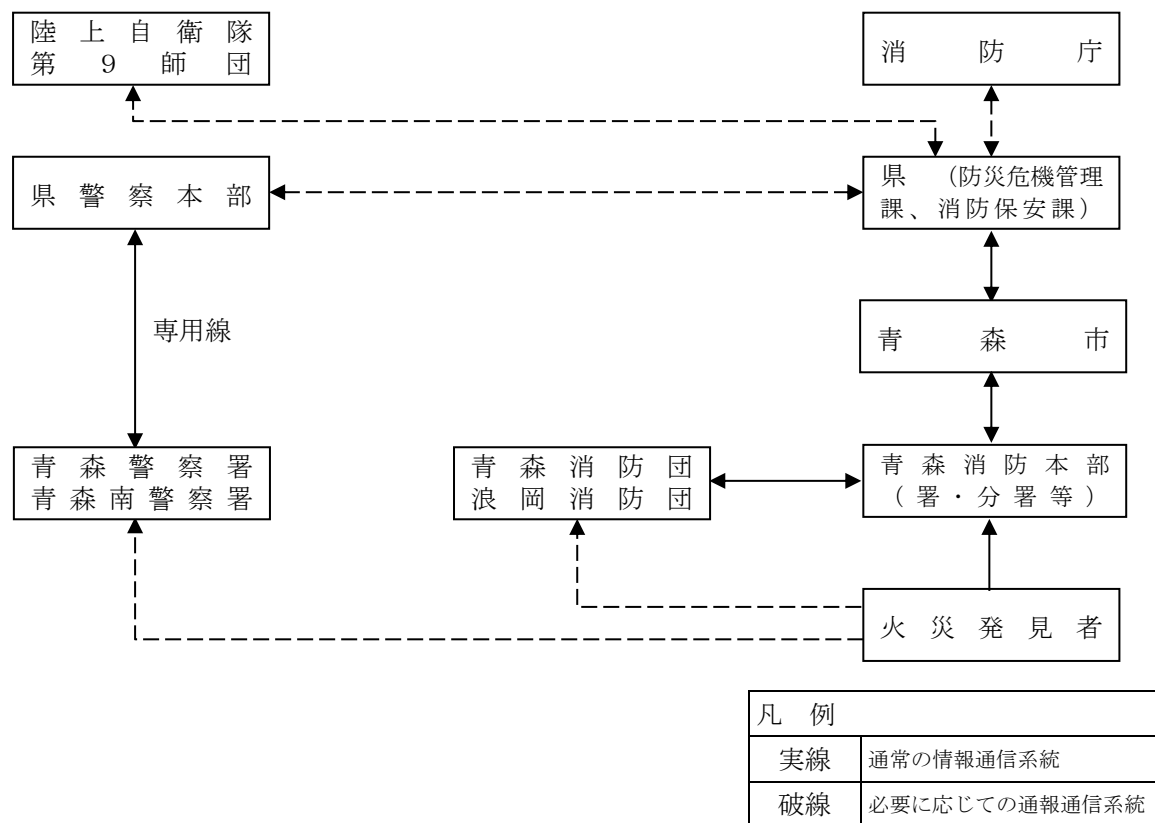 陸上自衛隊
第9師団
消防庁
県警察本部
県（防災危機管理
課、消防保安課）
専用線
青森市
青森警察署
青森南警察署
青森消防団
浪岡消防団
青森消防本部
（署・分署等）
火災発見者
凡例
実線 通常の情報通信系統
破線 必要に応じての通報通信系統